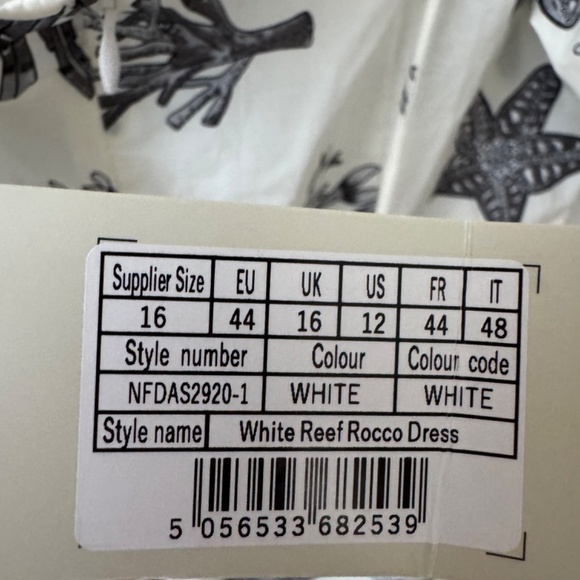 Supplier Size EU UK US FR IT
16 44 16 12 44 48
Style number Colour Colour code
NFDAS2920-1 WHITE WHITE
Style name White Reef Rocco Dress
5 056533 682539